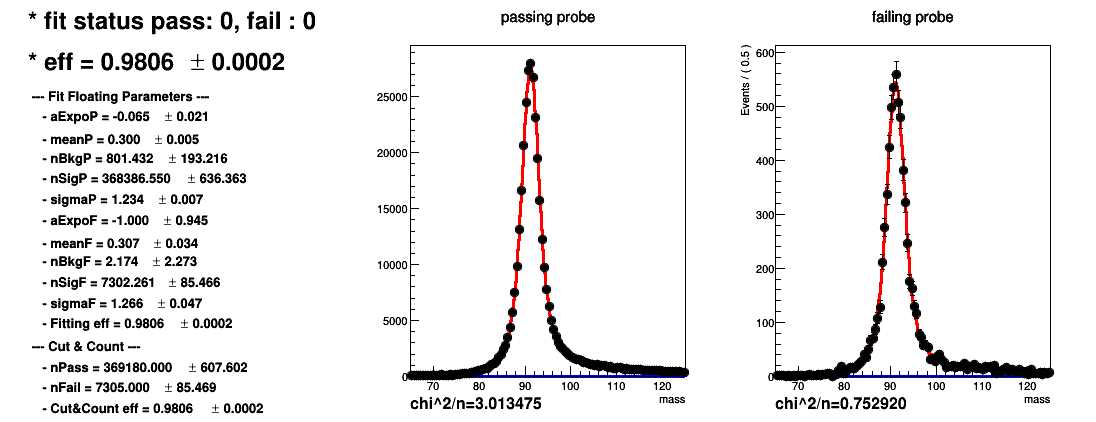 * fit status pass: 0, fail : 0
* eff = 0.9806 ± 0.0002
--- Fit Floating Parameters ---
- aExpoP = -0.065 ± 0.021
- meanP = 0.300 ± 0.005
- nBkgP = 801.432 ± 193.216
- nSigP = 368386.550 ± 636.363
- sigmaP = 1.234 ± 0.007
- aExpoF = -1.000 ± 0.945
- meanF = 0.307 ± 0.034
- nBkgF = 2.174 ± 2.273
- nSigF = 7302.261 ± 85.466
- sigmaF = 1.266 ± 0.047
- Fitting eff = 0.9806 ± 0.0002
--- Cut & Count ---
- nPass = 369180.000 ± 607.602
- nFail = 7305.000 ± 85.469
- Cut&Count eff = 0.9806 ± 0.0002
passing probe
25000
20000
15000
10000
5000
0
70 80 90 100 110 120
mass
chi^2/n=3.013475
failing probe
Events / ( 0.5 )
600
500
400
300
200
100
0
70 80 90 100 110 120
mass
chi^2/n=0.752920